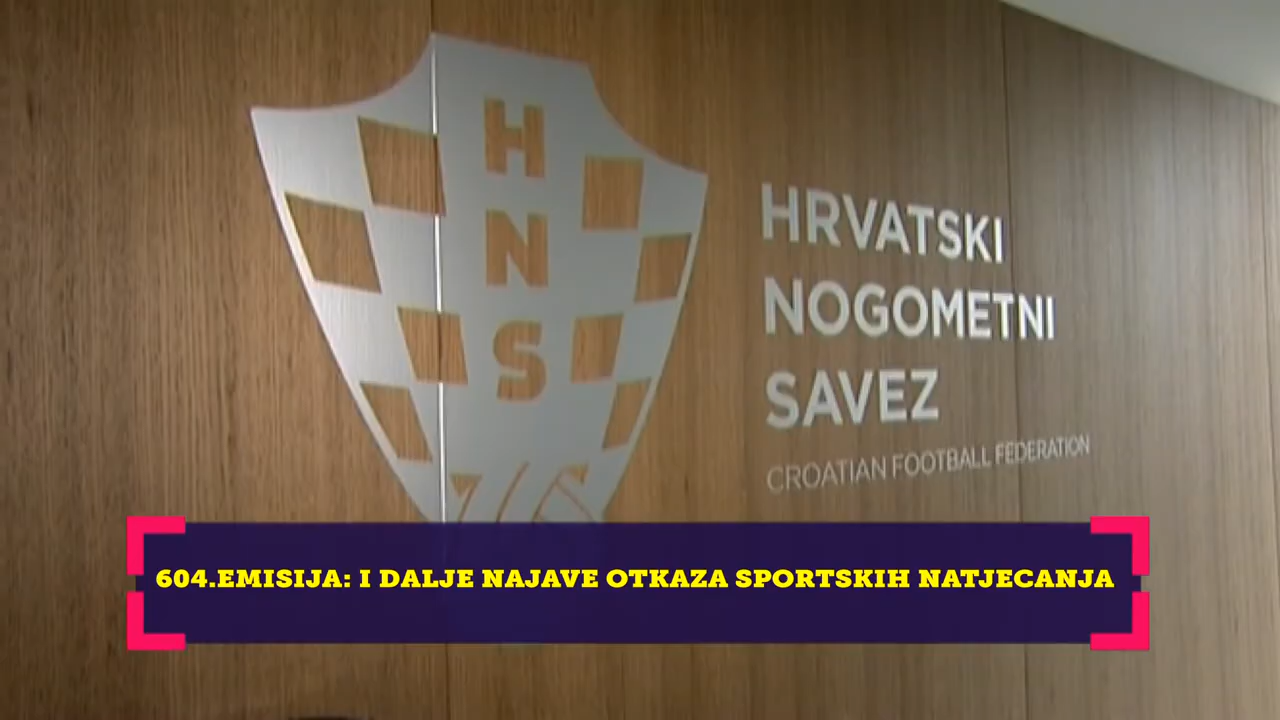 HNS
HRVATSKI
NOGOMETNI
SAVEZ
CROATIAN FOOTBALL FEDERATION
604.EMISIJA: I DALJE NAJAVE OTKAZA SPORTSKIH NATJECANJA